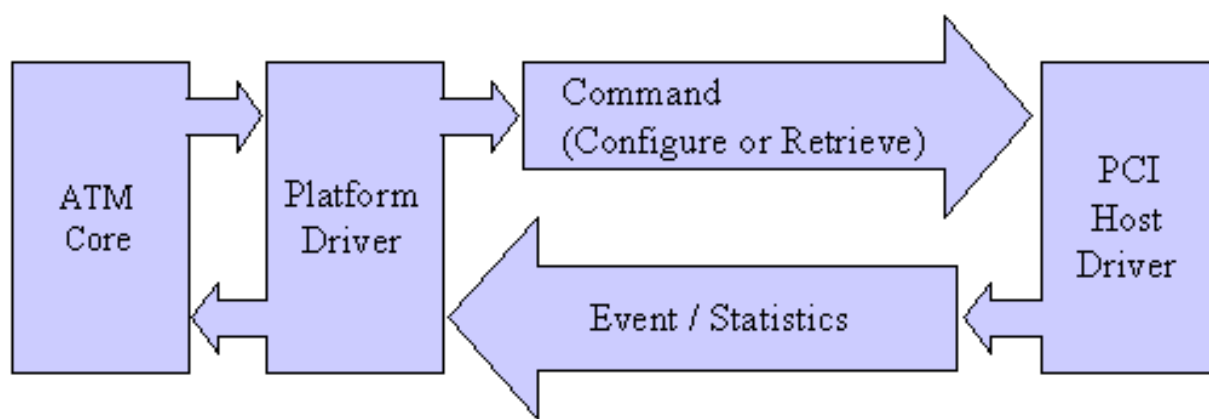 ATM
Core
Platform
Driver
Command
(Configure or Retrieve)
Event / Statistics
PCI
Host
Driver